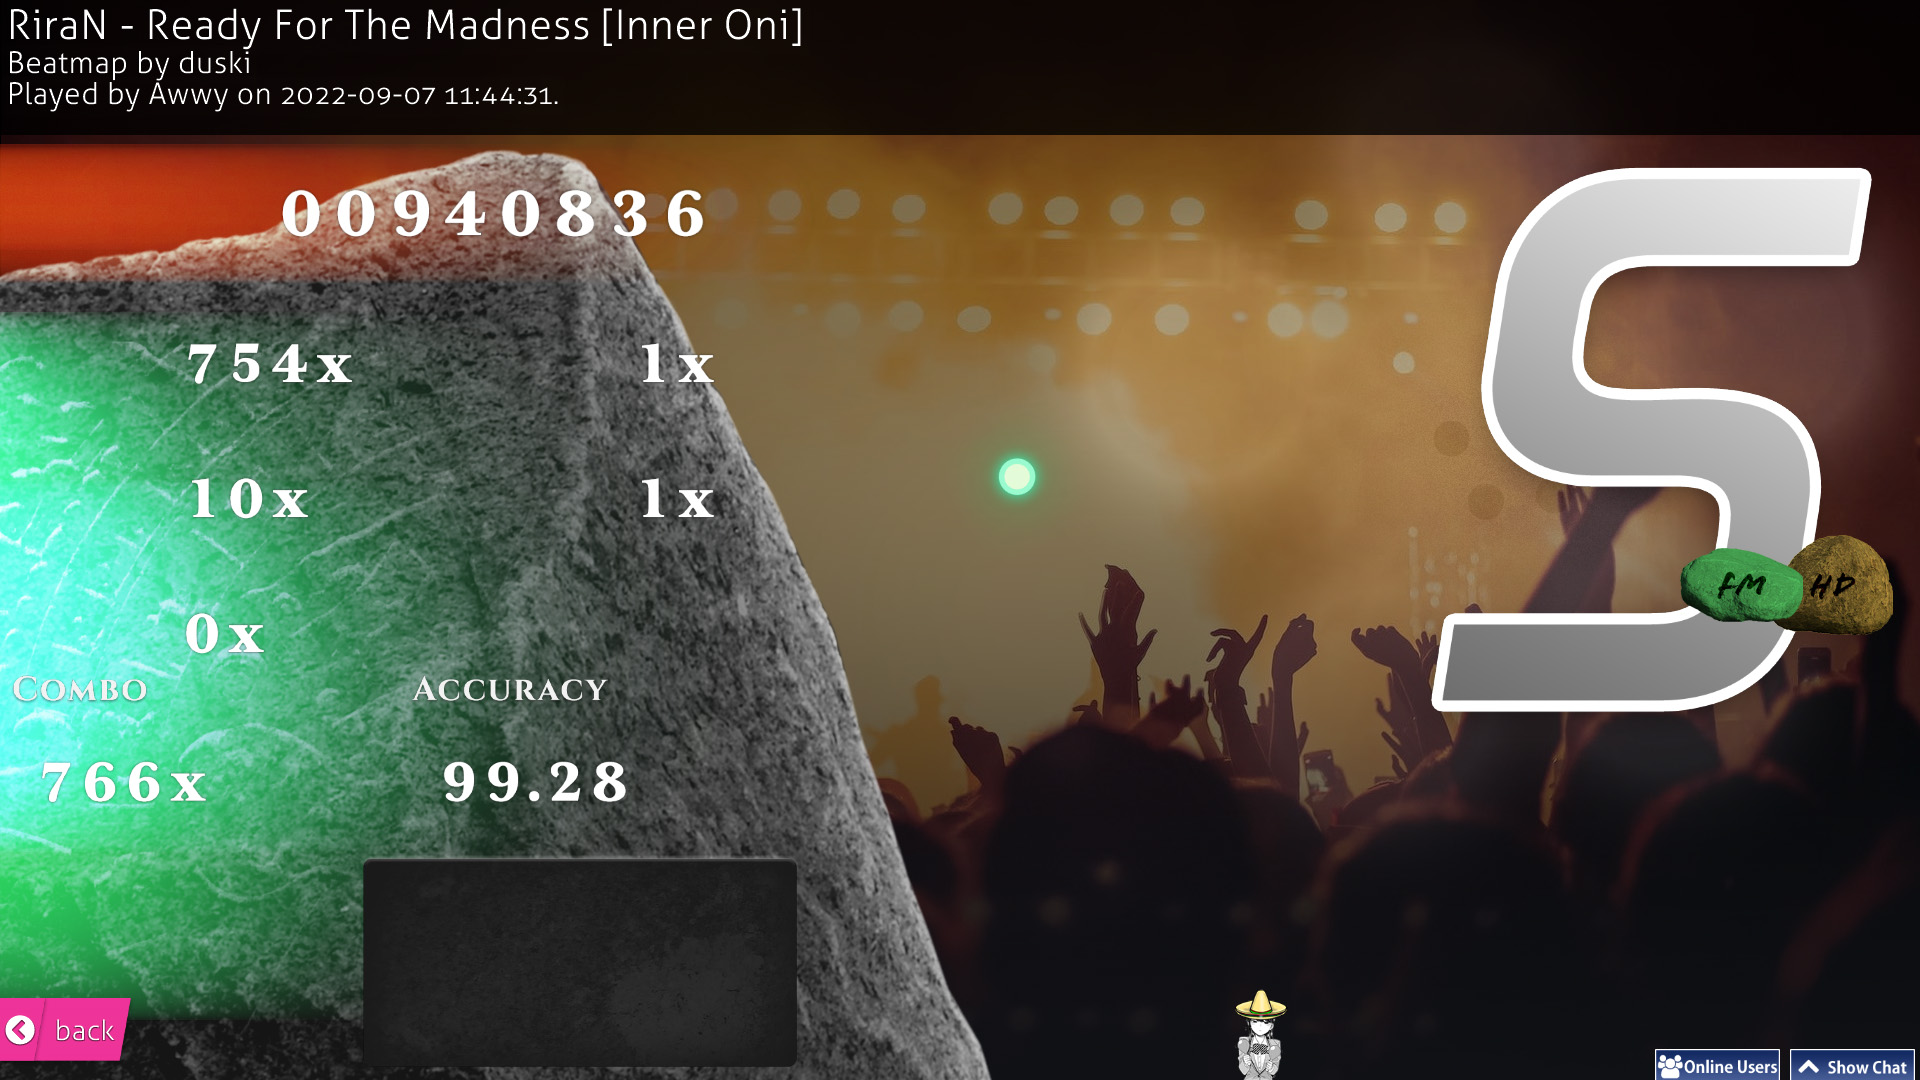 RiraN - Ready For The Madness [Inner Oni]
Beatmap by duski
Played by Awwy on 2022-09-07 11:44:31.
00940836
754x 1x
10x 1x
0x
FM HD
COMBO ACCURACY
766x 99.28
back
Online Users Show Chat